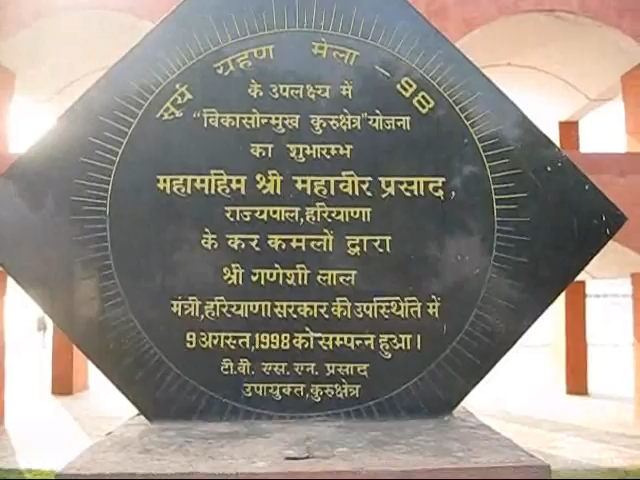 सूर्य ग्रहण मेला - 98
के उपलक्ष्य में
"विकासोन्मुख कुरुक्षेत्र" योजना
का शुभारम्भ
महामहिम श्री महावीर प्रसाद,
राज्यपाल, हरियाणा
के कर कमलों द्वारा
श्री गणेशी लाल
मंत्री, हरियाणा सरकार की उपस्थिति में
9 अगस्त, 1998 को सम्पन्न हुआ।
टी.वी. एस. एन. प्रसाद
उपायुक्त, कुरुक्षेत्र